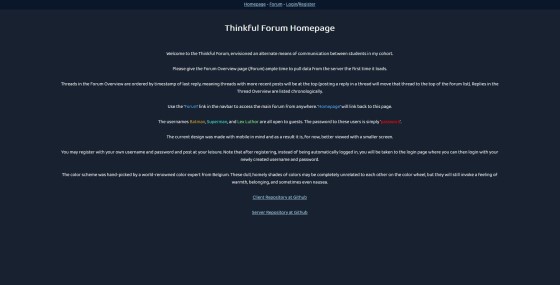 Homepage - Forum - Login/Register
Thinkful Forum Homepage
Welcome to the Thinkful Forum, envisioned an alternate means of communication between students in my cohort.
Please give the Forum Overview page (/Forum) ample time to pull data from the server the first time it loads.
Threads in the Forum Overview are ordered by timestamp of last reply, meaning threads with more recent posts will be at the top (posting a reply in a thread will move that thread to the top of the forum list). Replies in the
Thread Overview are listed chronologically.
Use the "Forum" link in the navbar to access the main forum from anywhere. "Homepage" will link back to this page.
The usernames Batman, Superman, and Lex Luthor are all open to guests. The password to these users is simply "password".
The current design was made with mobile in mind and as a result it is, for now, better viewed with a smaller screen.
You may register with your own username and password and post at your leisure. Note that after registering, instead of being automatically logged in, you will be taken to the login page where you can then login with your
newly created username and password.
The color scheme was hand-picked by a world-renowned color expert from Belgium. These dull, homely shades of colors may be completely unrelated to each other on the color wheel, but they will still invoke a feeling of
warmth, belonging, and sometimes even nausea.
Client Repository at Github
Server Repository at Github